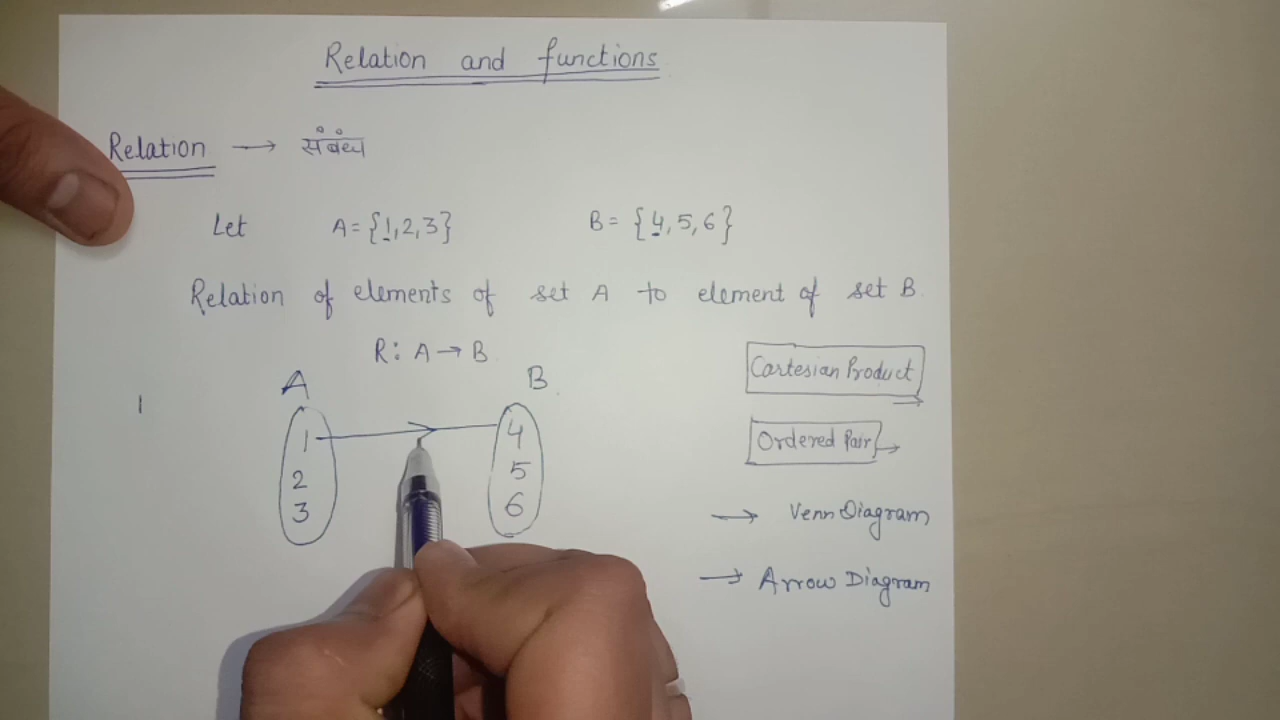 Relation and functions
Relation → संबंध
Let A = {1,2,3} B = {4,5,6}
Relation of elements of set A to element of set B.
R: A → B
A B
1 4
2 5
3 6
1
Cartesian Product
Ordered Pair →
→ Venn Diagram
→ Arrow Diagram